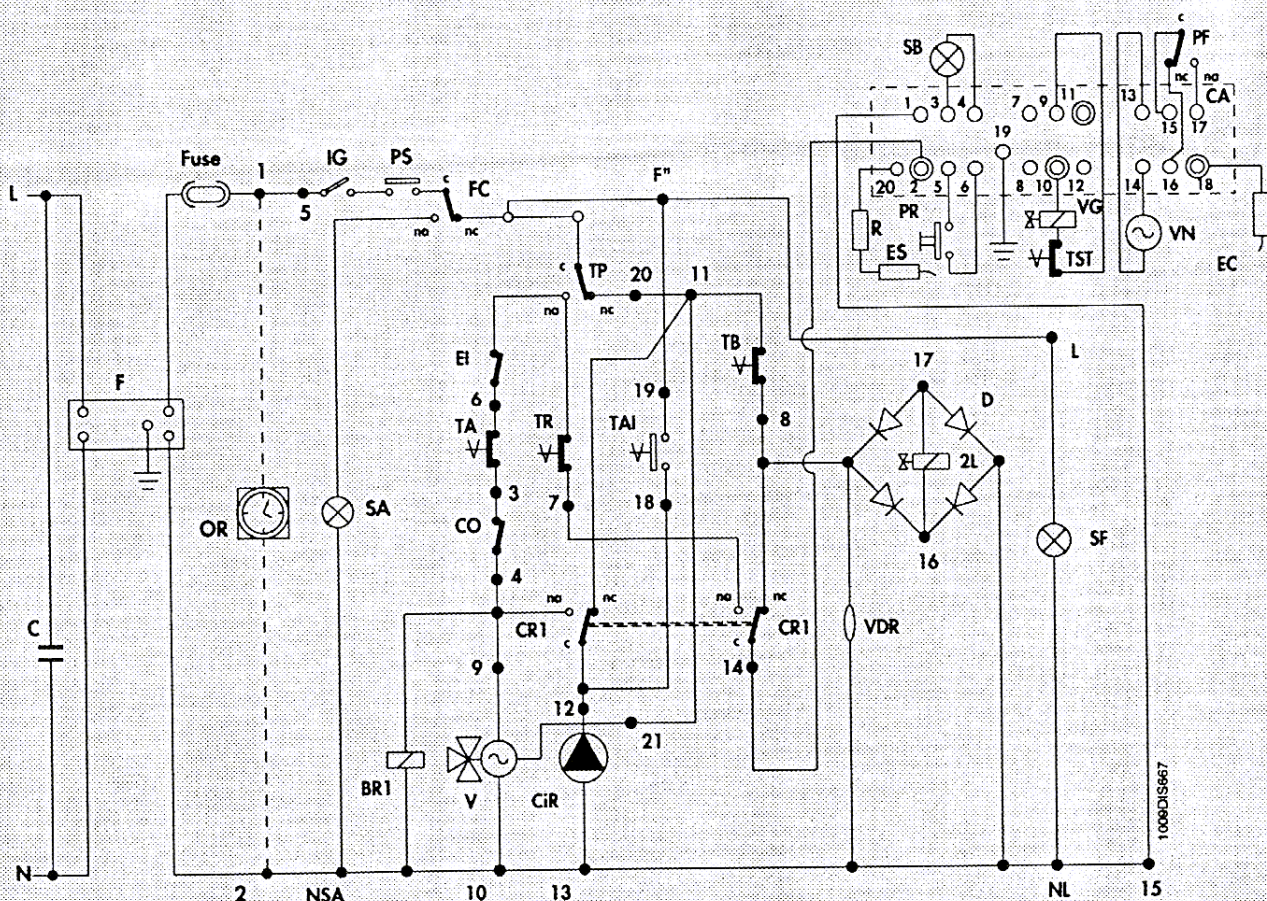 c
PF
SB
nc na
1 3 4 7 9 11 13 15 17 CA
19
20 2 5 6 8 10 12 14 16 18
Fuse 1 IG PS
c
L
5
FC
na nc
F"
PR
VG
R
ES
TST
VN
EC
c TP 20 11
na nc
EI
TB
L
17
F
6
19
D
TA
TR
TAI
8
2L
OR
SA
3
7
18
CO
16
SF
4
na nc
na nc
C
CR1
c
CR1
c
VDR
9
14
12
21
BR1
V
CiR
1009DIS667
N
2 NSA 10 13 NL 15